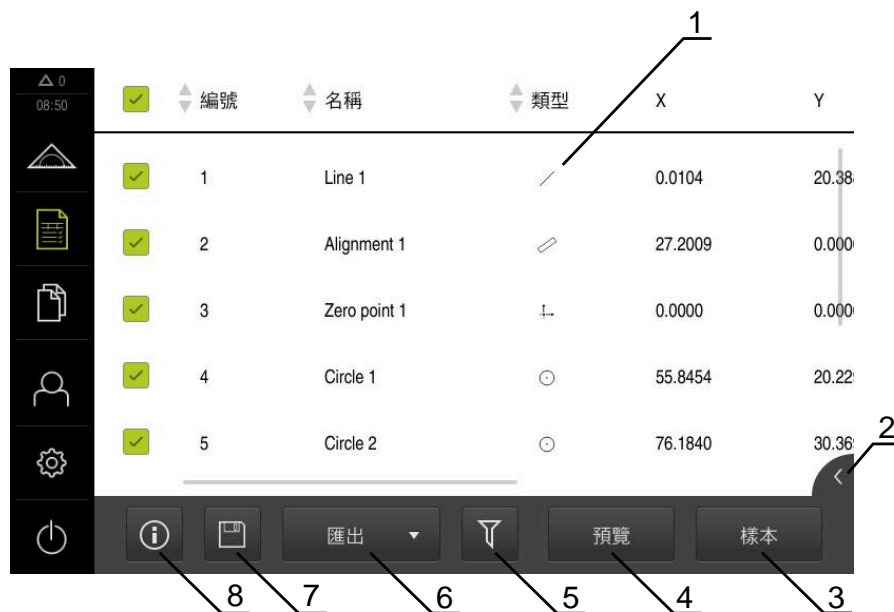 1
△ 0
08:50
編號 名稱 類型 X Y
1 Line 1 0.0104
2 Alignment 1 27.2009
3 Zero point 1 0.0000
4 Circle 1 55.8454
5 Circle 2 76.1840
2
匯出 預覽 樣本
8 7 6 5 4 3